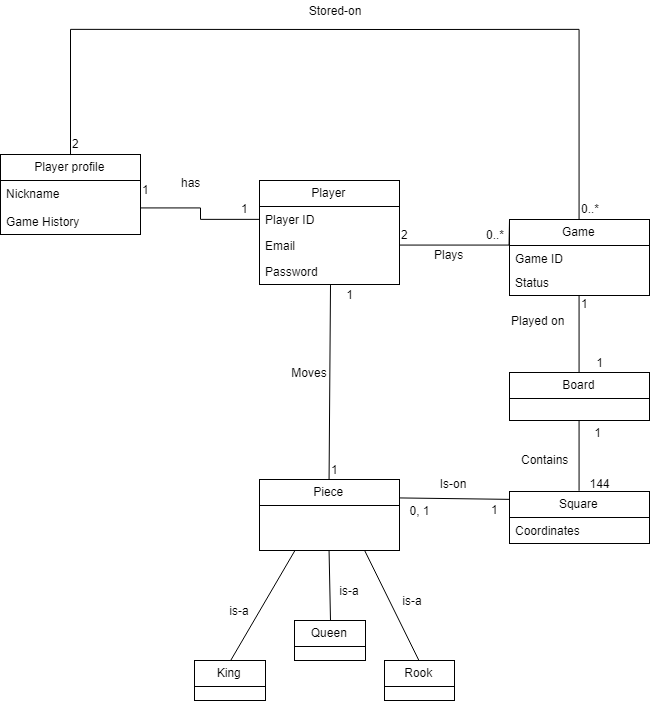 Stored-on
2
Player profile
Nickname
Game History
1
has
1
Player
Player ID
Email
Password
2
0..*
Plays
0..*
Game
Game ID
Status
1
Played on
1
Board
1
Contains
144
Square
Coordinates
1
Moves
1
Piece
0, 1
Is-on
1
is-a
is-a
is-a
King
Queen
Rook